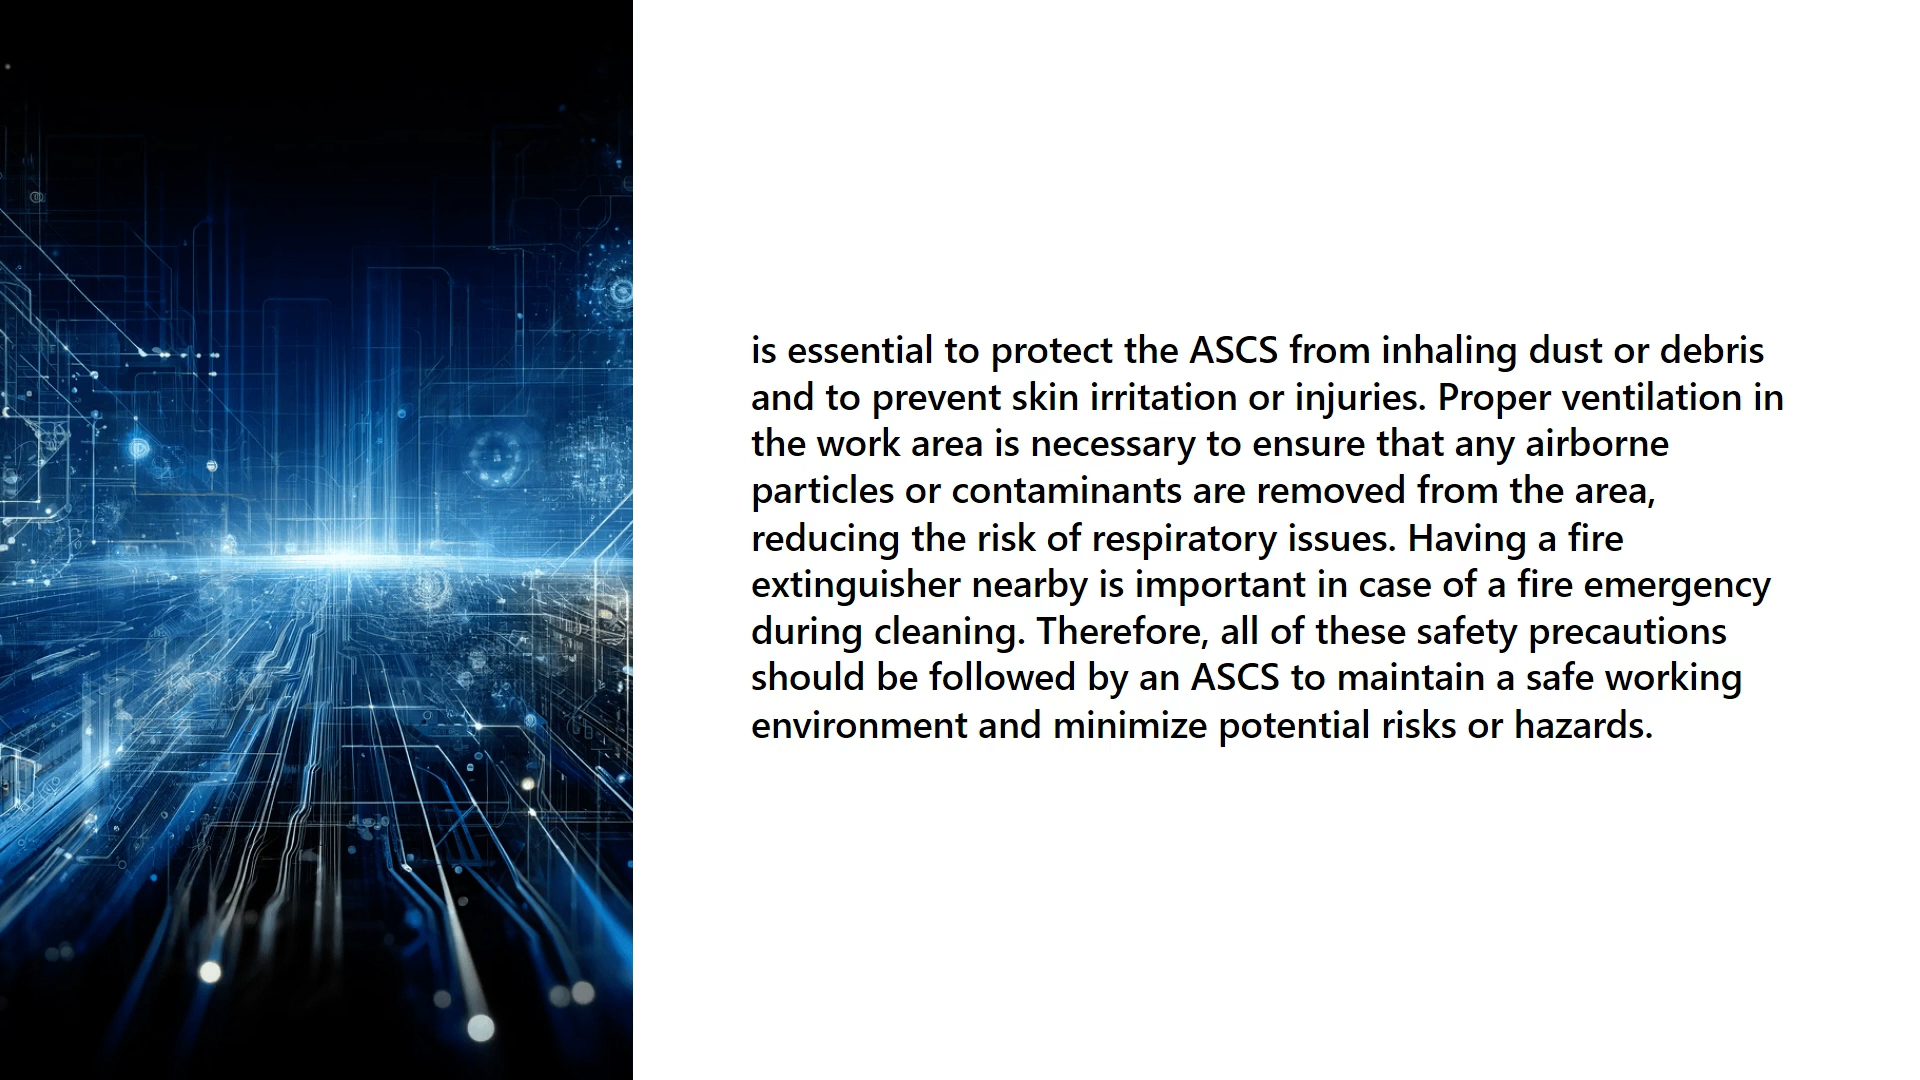 is essential to protect the ASCS from inhaling dust or debris
and to prevent skin irritation or injuries. Proper ventilation in
the work area is necessary to ensure that any airborne
particles or contaminants are removed from the area,
reducing the risk of respiratory issues. Having a fire
extinguisher nearby is important in case of a fire emergency
during cleaning. Therefore, all of these safety precautions
should be followed by an ASCS to maintain a safe working
environment and minimize potential risks or hazards.